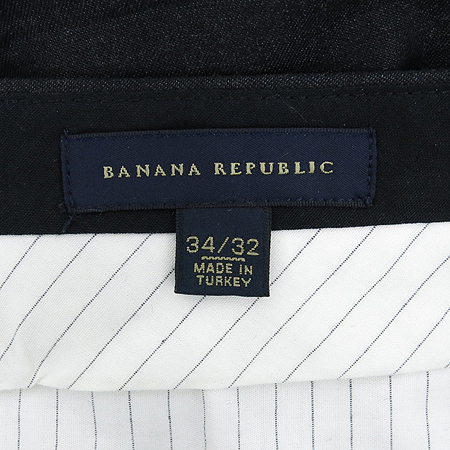 BANANA REPUBLIC
34/32
MADE IN
TURKEY